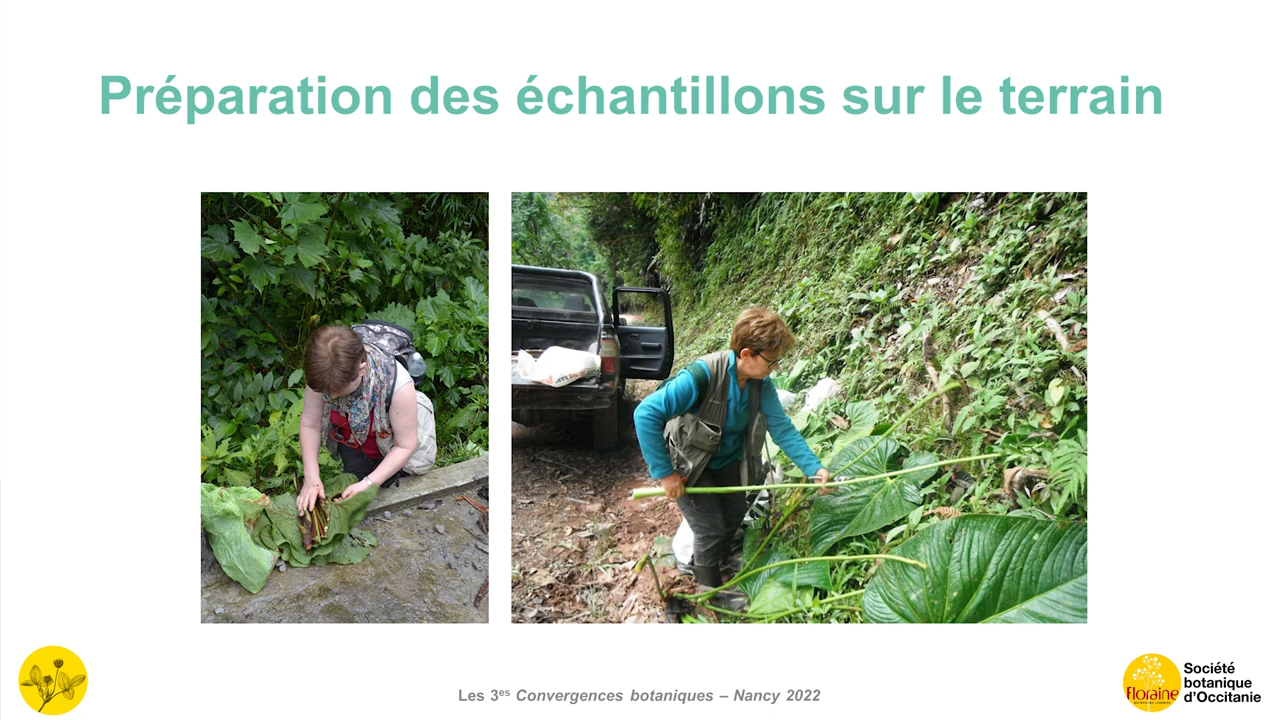 Préparation des échantillons sur le terrain
Les 3es Convergences botaniques – Nancy 2022
Floraine
Société
botanique
d'Occitanie